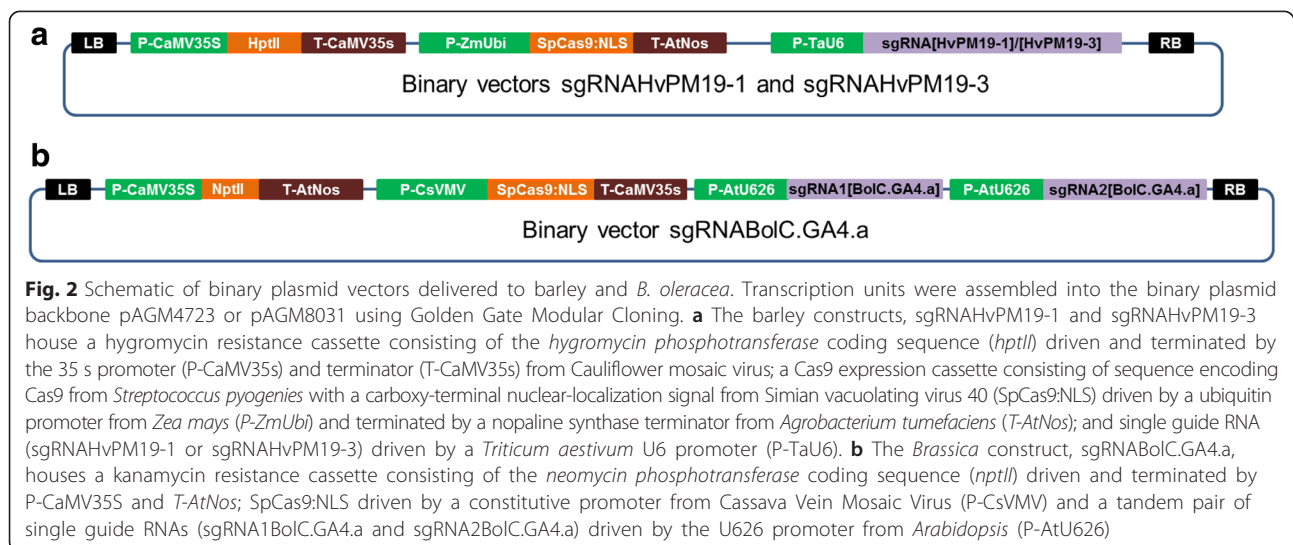 a
LB P-CaMV35S HptII T-CaMV35s P-ZmUbi SpCas9:NLS T-AtNos P-TaU6 sgRNA[HvPM19-1]/[HvPM19-3] RB
Binary vectors sgRNAHvPM19-1 and sgRNAHvPM19-3
b
LB P-CaMV35S NptII T-AtNos P-CsVMV SpCas9:NLS T-CaMV35s P-AtU626 sgRNA1[BolC.GA4.a] P-AtU626 sgRNA2[BolC.GA4.a] RB
Binary vector sgRNABolC.GA4.a
Fig. 2 Schematic of binary plasmid vectors delivered to barley and B. oleracea. Transcription units were assembled into the binary plasmid
backbone pAGM4723 or pAGM8031 using Golden Gate Modular Cloning. a The barley constructs, sgRNAHvPM19-1 and sgRNAHvPM19-3
house a hygromycin resistance cassette consisting of the hygromycin phosphotransferase coding sequence (hptII) driven and terminated by
the 35 s promoter (P-CaMV35s) and terminator (T-CaMV35s) from Cauliflower mosaic virus; a Cas9 expression cassette consisting of sequence encoding
Cas9 from Streptococcus pyogenies with a carboxy-terminal nuclear-localization signal from Simian vacuolating virus 40 (SpCas9:NLS) driven by a ubiquitin
promoter from Zea mays (P-ZmUbi) and terminated by a nopaline synthase terminator from Agrobacterium tumefaciens (T-AtNos); and single guide RNA
(sgRNAHvPM19-1 or sgRNAHvPM19-3) driven by a Triticum aestivum U6 promoter (P-TaU6). b The Brassica construct, sgRNABolC.GA4.a,
houses a kanamycin resistance cassette consisting of the neomycin phosphotransferase coding sequence (nptII) driven and terminated by
P-CaMV35S and T-AtNos; SpCas9:NLS driven by a constitutive promoter from Cassava Vein Mosaic Virus (P-CsVMV) and a tandem pair of
single guide RNAs (sgRNA1BolC.GA4.a and sgRNA2BolC.GA4.a) driven by the U626 promoter from Arabidopsis (P-AtU626)